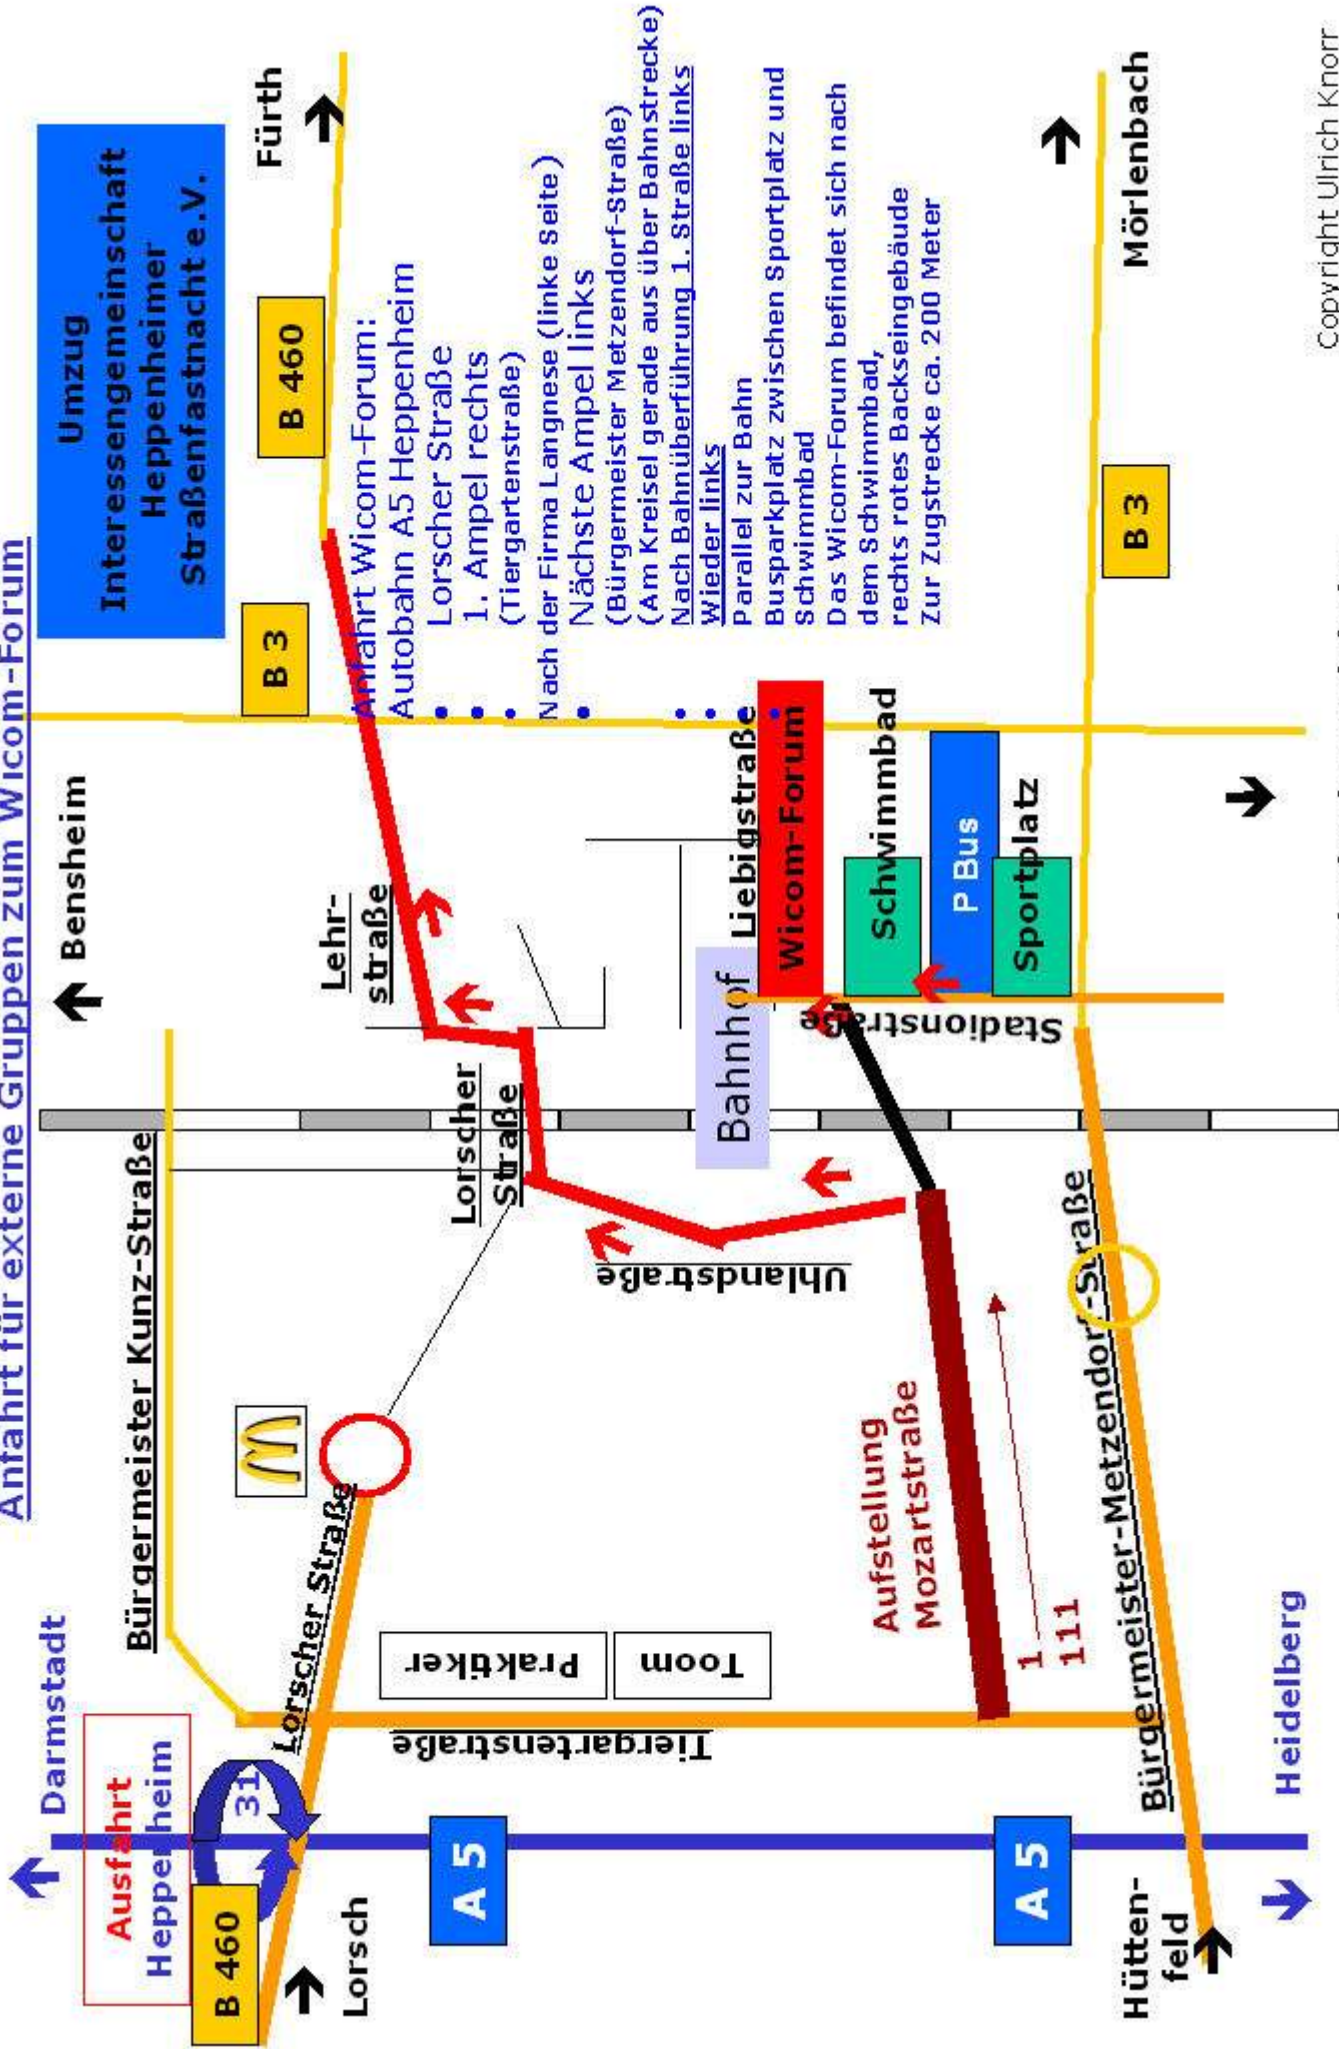 Anfahrt für externe Gruppen zum Wicom-Forum
Umzug
Interessengemeinschaft
Heppenheimer
Straßenfastnacht e.V.
Darmstadt
Ausfahrt
Heppenheim
31
B 460
Lorsch
Bürgermeister Kunz-Straße
Bensheim
B 3
B 460
Fürth
Lorscher Straße
Lehr-
straße
Lorscher
Straße
Praktiker
Toom
Tiergartenstraße
A 5
Uhlandstraße
Bahnhof
Anfahrt Wicom-Forum:
Autobahn A5 Heppenheim
• Lorscher Straße
• 1. Ampel rechts
• (Tiergartenstraße)
Nach der Firma Langnese (linke Seite)
• Nächste Ampel links
(Bürgermeister Metzendorf-Straße)
(Am Kreisel gerade aus über Bahnstrecke)
• Nach Bahnüberführung 1. Straße links
• Wieder links
• Parallel zur Bahn
• Busparkplatz zwischen Sportplatz und
Schwimmbad
Das Wicom-Forum befindet sich nach
dem Schwimmbad,
rechts rotes Backseingebäude
Zur Zugstrecke ca. 200 Meter
Liebigstraße
Wicom-Forum
Schwimmbad
P Bus
Sportplatz
Stadionstraße
Aufstellung
Mozartstraße
1
111
A 5
Bürgermeister-Metzendorf-Straße
Hütten-
feld
Heidelberg
B 3
Mörlenbach
Copyright Ulrich Knorr